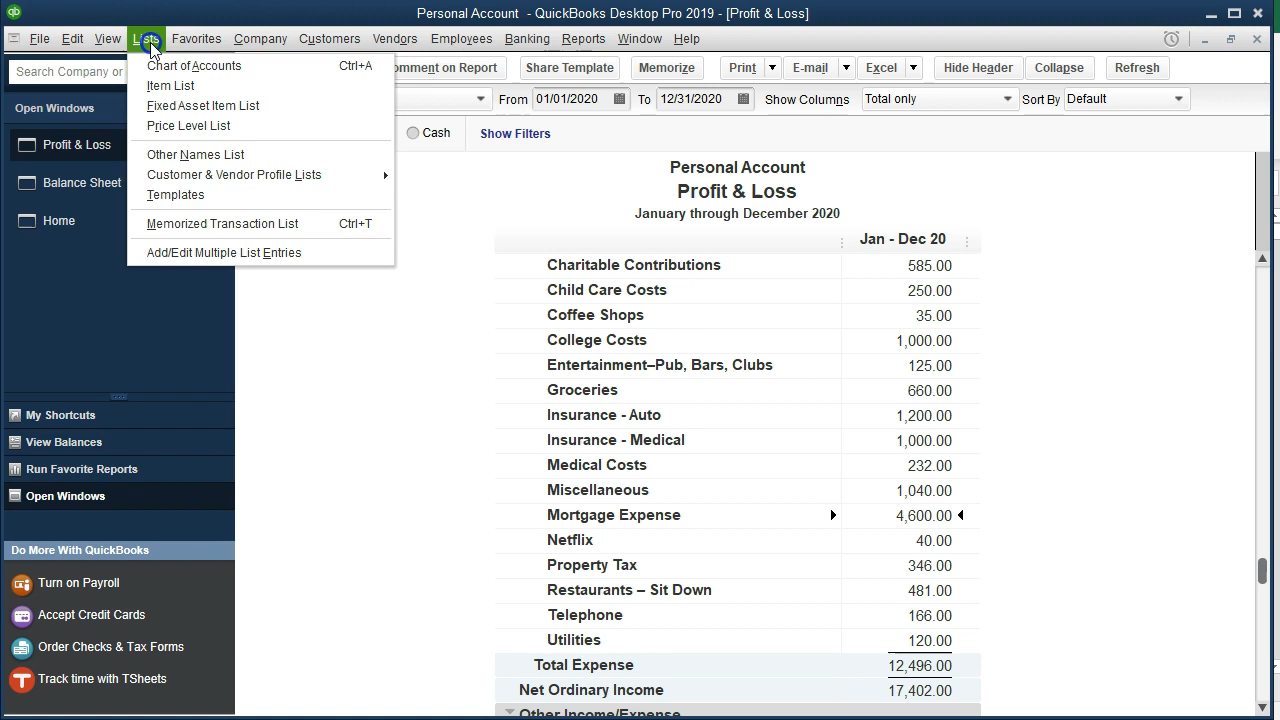 Personal Account - QuickBooks Desktop Pro 2019 - [Profit & Loss]
File Edit View Lists Favorites Company Customers Vendors Employees Banking Reports Window Help
Search Company or
Chart of Accounts Ctrl+A
Item List
Fixed Asset Item List
Price Level List
Other Names List
Customer & Vendor Profile Lists
Templates
Memorized Transaction List Ctrl+T
Add/Edit Multiple List Entries
omment on Report Share Template Memorize Print E-mail Excel Hide Header Collapse Refresh
From 01/01/2020 To 12/31/2020 Show Columns Total only Sort By Default
Cash Show Filters
Open Windows
Profit & Loss
Balance Sheet
Home
My Shortcuts
View Balances
Run Favorite Reports
Open Windows
Do More With QuickBooks
Turn on Payroll
Accept Credit Cards
Order Checks & Tax Forms
Track time with TSheets
Personal Account
Profit & Loss
January through December 2020
Jan - Dec 20
Charitable Contributions 585.00
Child Care Costs 250.00
Coffee Shops 35.00
College Costs 1,000.00
Entertainment–Pub, Bars, Clubs 125.00
Groceries 660.00
Insurance - Auto 1,200.00
Insurance - Medical 1,000.00
Medical Costs 232.00
Miscellaneous 1,040.00
Mortgage Expense 4,600.00
Netflix 40.00
Property Tax 346.00
Restaurants – Sit Down 481.00
Telephone 166.00
Utilities 120.00
Total Expense 12,496.00
Net Ordinary Income 17,402.00
Other Income/Expense